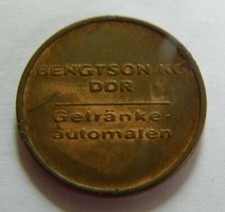 BENGTSON KG
DDR
Getränke-
automaten